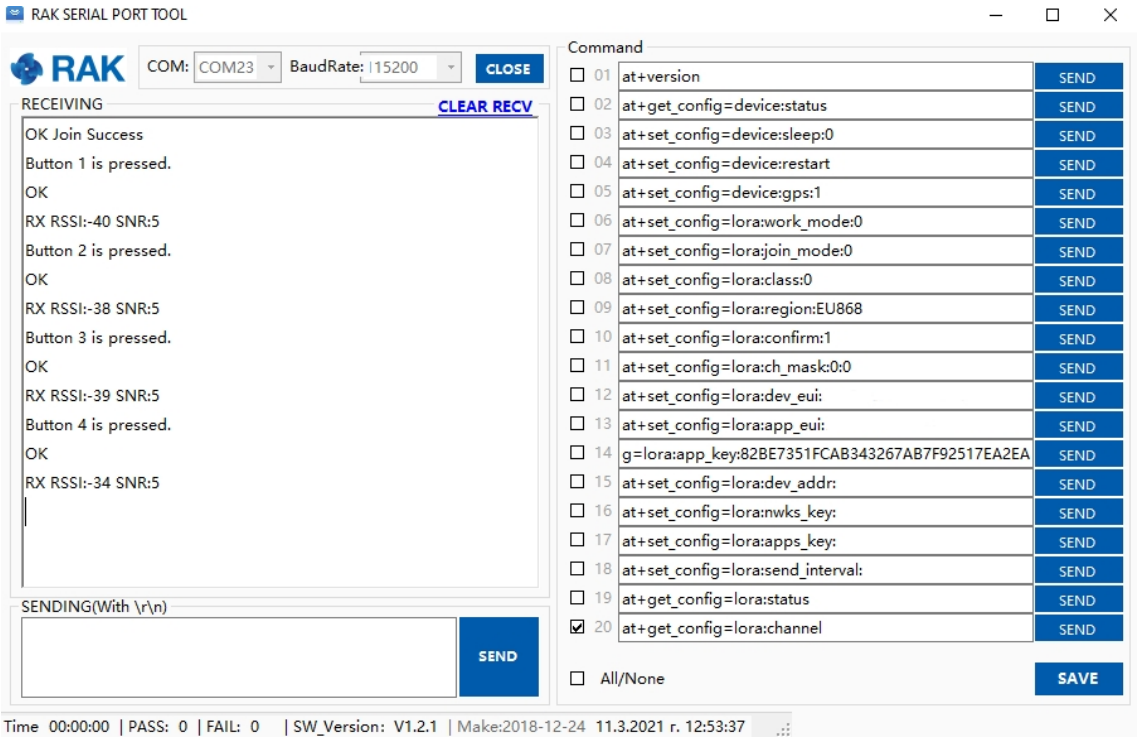 RAK SERIAL PORT TOOL
RAK COM: COM23 BaudRate: 115200 CLOSE
RECEIVING CLEAR RECV
OK Join Success
Button 1 is pressed.
OK
RX RSSI:-40 SNR:5
Button 2 is pressed.
OK
RX RSSI:-38 SNR:5
Button 3 is pressed.
OK
RX RSSI:-39 SNR:5
Button 4 is pressed.
OK
RX RSSI:-34 SNR:5
SENDING(With \r\n)
SEND
Command
01 at+version SEND
02 at+get_config=device:status SEND
03 at+set_config=device:sleep:0 SEND
04 at+set_config=device:restart SEND
05 at+set_config=device:gps:1 SEND
06 at+set_config=lora:work_mode:0 SEND
07 at+set_config=lora:join_mode:0 SEND
08 at+set_config=lora:class:0 SEND
09 at+set_config=lora:region:EU868 SEND
10 at+set_config=lora:confirm:1 SEND
11 at+set_config=lora:ch_mask:0:0 SEND
12 at+set_config=lora:dev_eui: SEND
13 at+set_config=lora:app_eui: SEND
14 g=lora:app_key:82BE7351FCAB343267AB7F92517EA2EA SEND
15 at+set_config=lora:dev_addr: SEND
16 at+set_config=lora:nwks_key: SEND
17 at+set_config=lora:apps_key: SEND
18 at+set_config=lora:send_interval: SEND
19 at+get_config=lora:status SEND
20 at+get_config=lora:channel SEND
All/None SAVE
Time 00:00:00 | PASS: 0 | FAIL: 0 | SW_Version: V1.2.1 | Make:2018-12-24 11.3.2021 г. 12:53:37